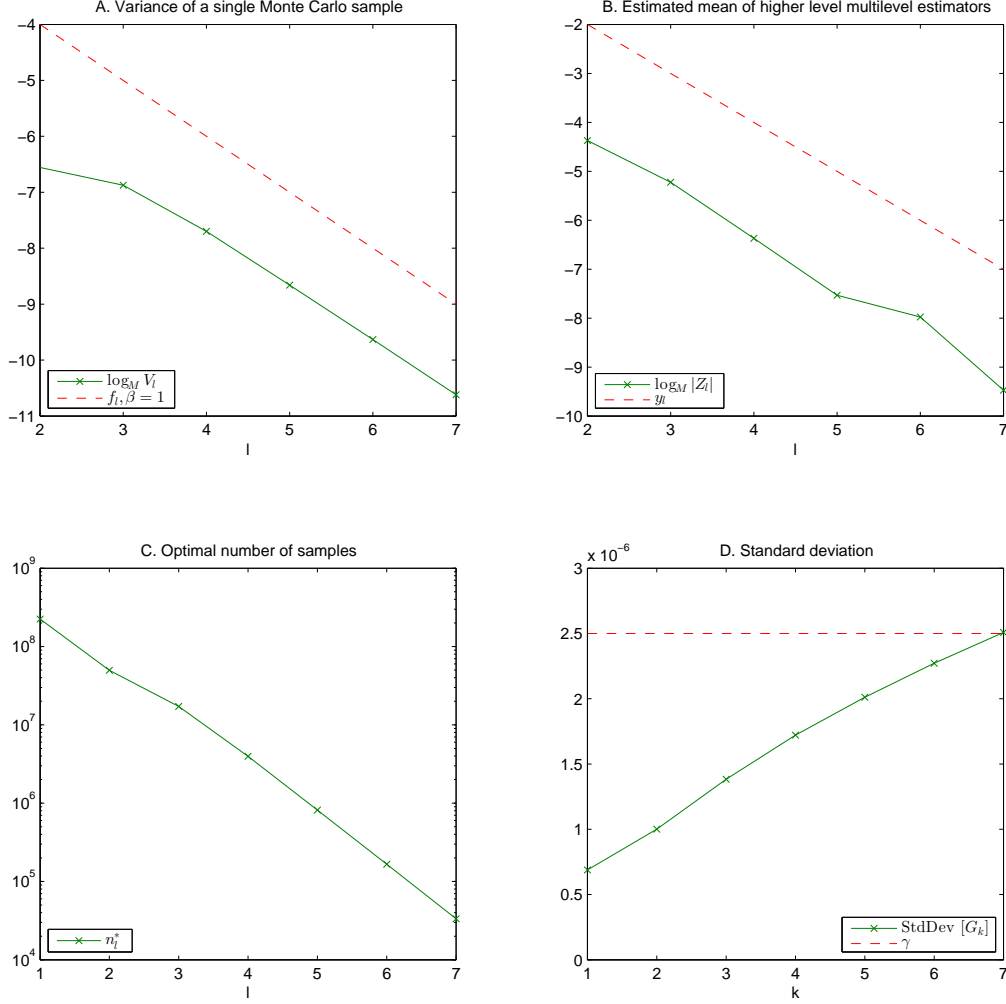 A. Variance of a single Monte Carlo sample
−4
−5
−6
−7
−8
−9
−10
−11
2 3 4 5 6 7
l
log_M V_l
f_l, β = 1
B. Estimated mean of higher level multilevel estimators
−2
−3
−4
−5
−6
−7
−8
−9
−10
2 3 4 5 6 7
l
log_M |Z_l|
y_l
C. Optimal number of samples
10^9
10^8
10^7
10^6
10^5
10^4
1 2 3 4 5 6 7
l
n_l^*
D. Standard deviation
x 10^−6
3
2.5
2
1.5
1
0.5
0
1 2 3 4 5 6 7
k
StdDev [G_k]
γ